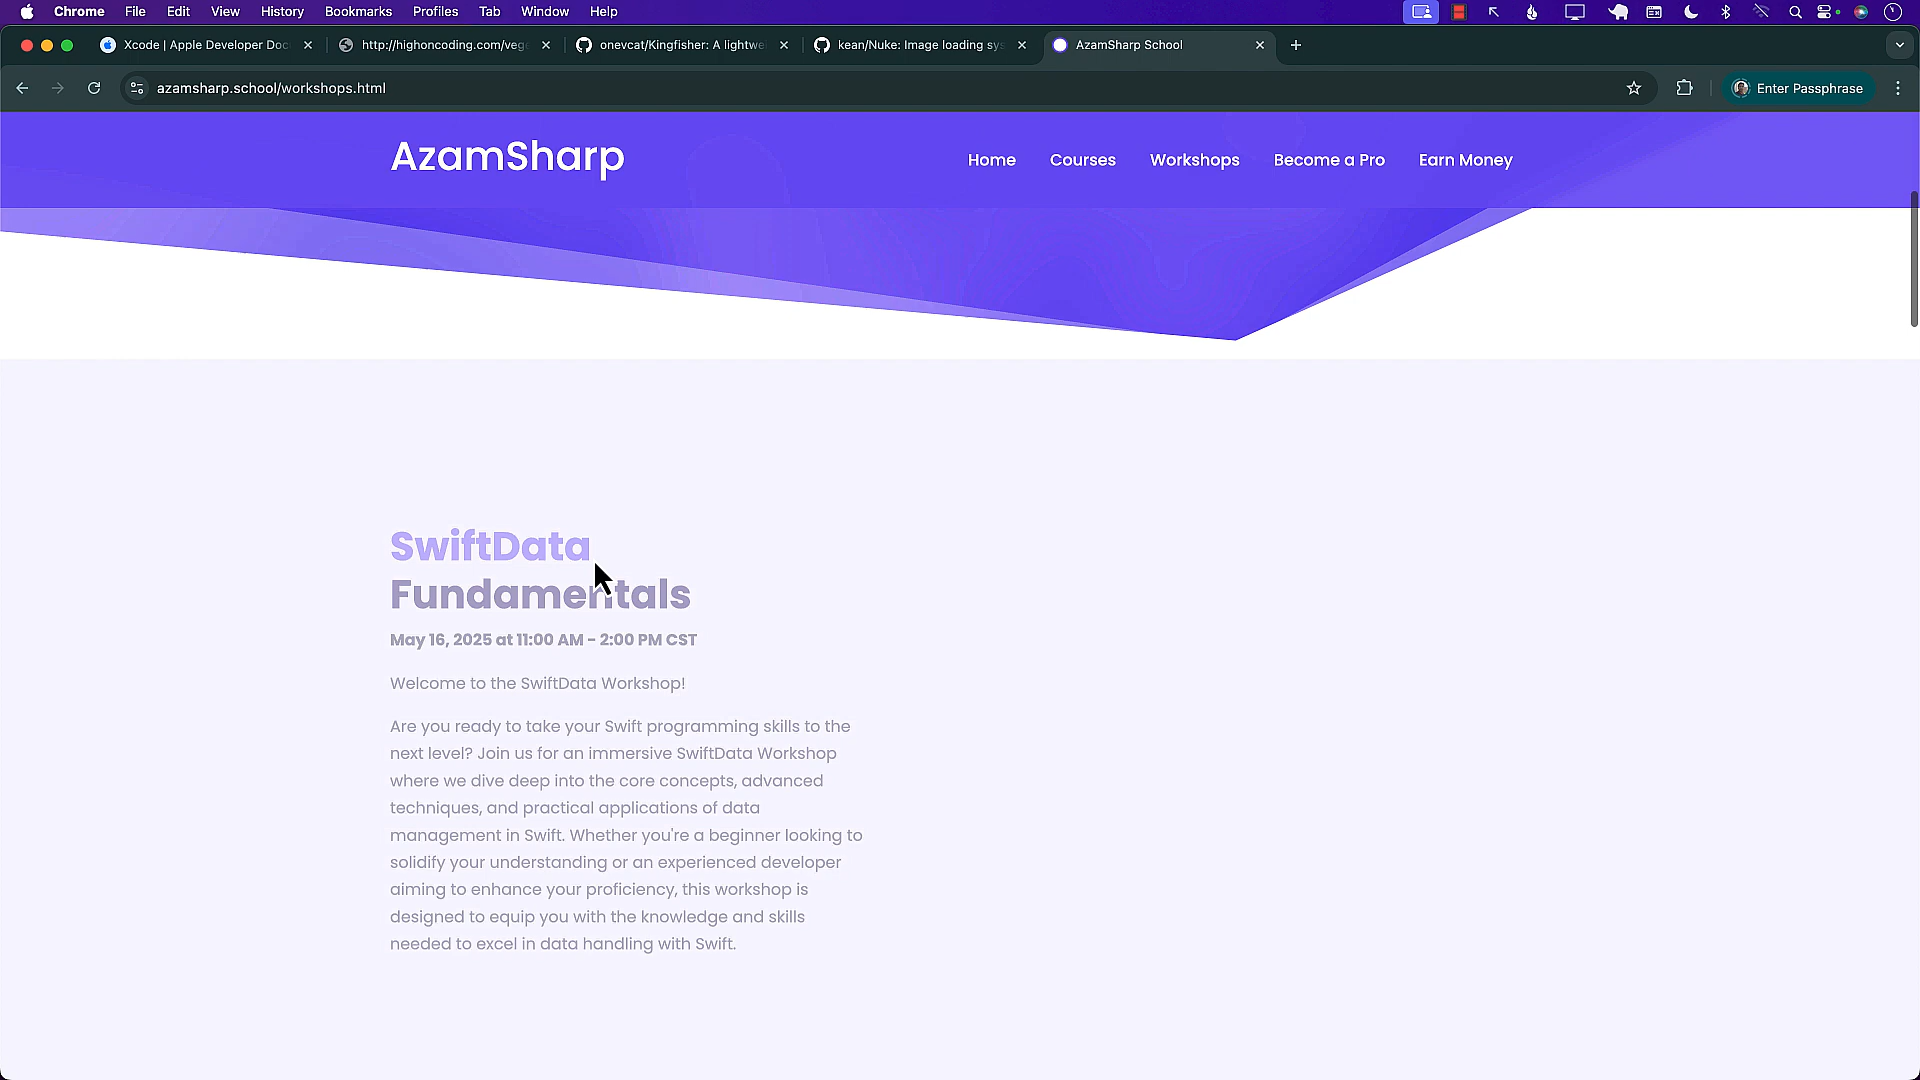 Chrome File Edit View History Bookmarks Profiles Tab Window Help
Xcode | Apple Developer Doc http://highoncoding.com/veg onevcat/Kingfisher: A lightwe kean/Nuke: Image loading sys AzamSharp School
azamsharp.school/workshops.html Enter Passphrase
AzamSharp Home Courses Workshops Become a Pro Earn Money
SwiftData
Fundamentals
May 16, 2025 at 11:00 AM - 2:00 PM CST
Welcome to the SwiftData Workshop!
Are you ready to take your Swift programming skills to the
next level? Join us for an immersive SwiftData Workshop
where we dive deep into the core concepts, advanced
techniques, and practical applications of data
management in Swift. Whether you're a beginner looking to
solidify your understanding or an experienced developer
aiming to enhance your proficiency, this workshop is
designed to equip you with the knowledge and skills
needed to excel in data handling with Swift.